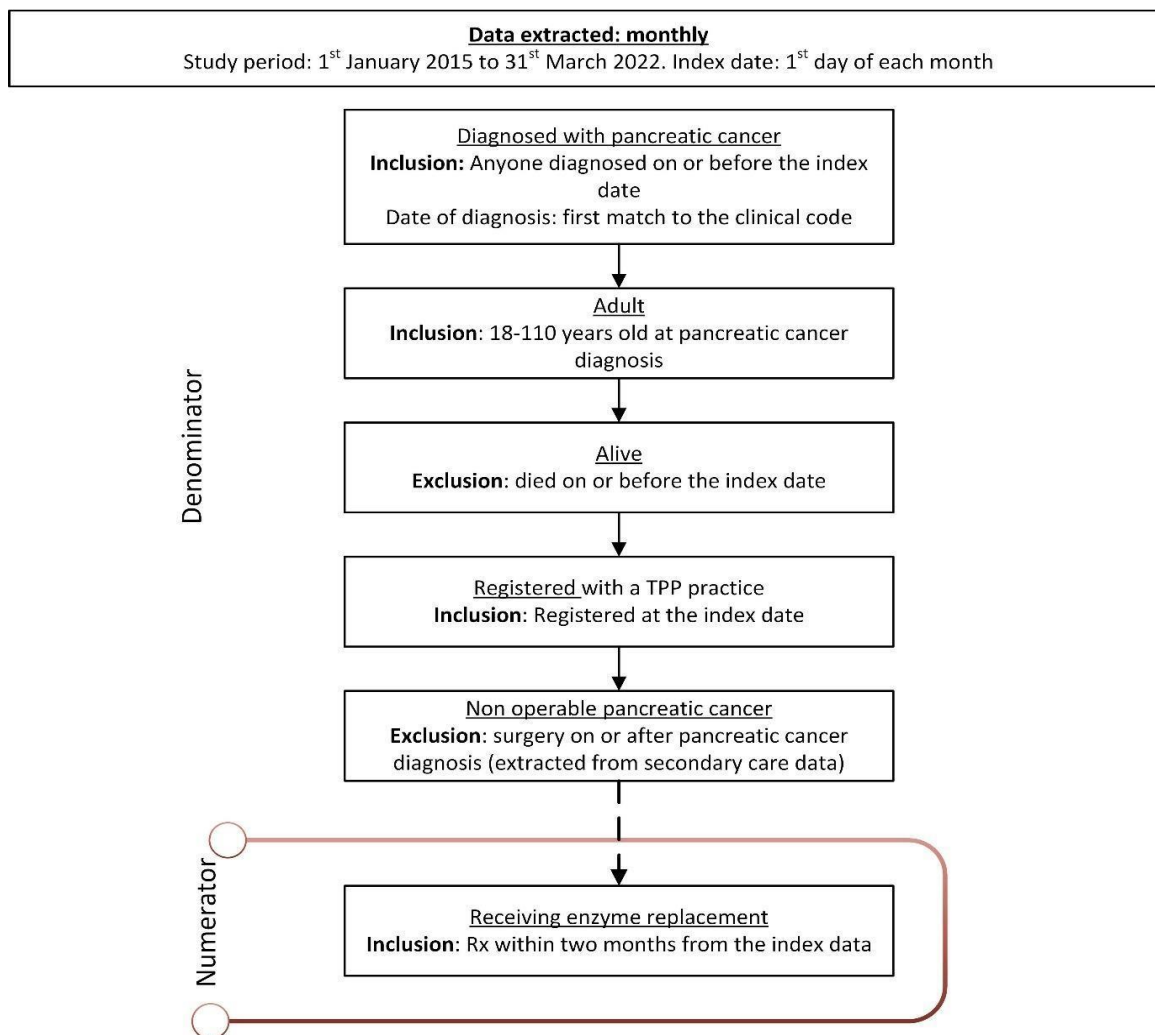 Data extracted: monthly
Study period: 1st January 2015 to 31st March 2022. Index date: 1st day of each month
Diagnosed with pancreatic cancer
Inclusion: Anyone diagnosed on or before the index
date
Date of diagnosis: first match to the clinical code
Adult
Inclusion: 18-110 years old at pancreatic cancer
diagnosis
Denominator
Alive
Exclusion: died on or before the index date
Registered with a TPP practice
Inclusion: Registered at the index date
Non operable pancreatic cancer
Exclusion: surgery on or after pancreatic cancer
diagnosis (extracted from secondary care data)
Numerator
Receiving enzyme replacement
Inclusion: Rx within two months from the index data